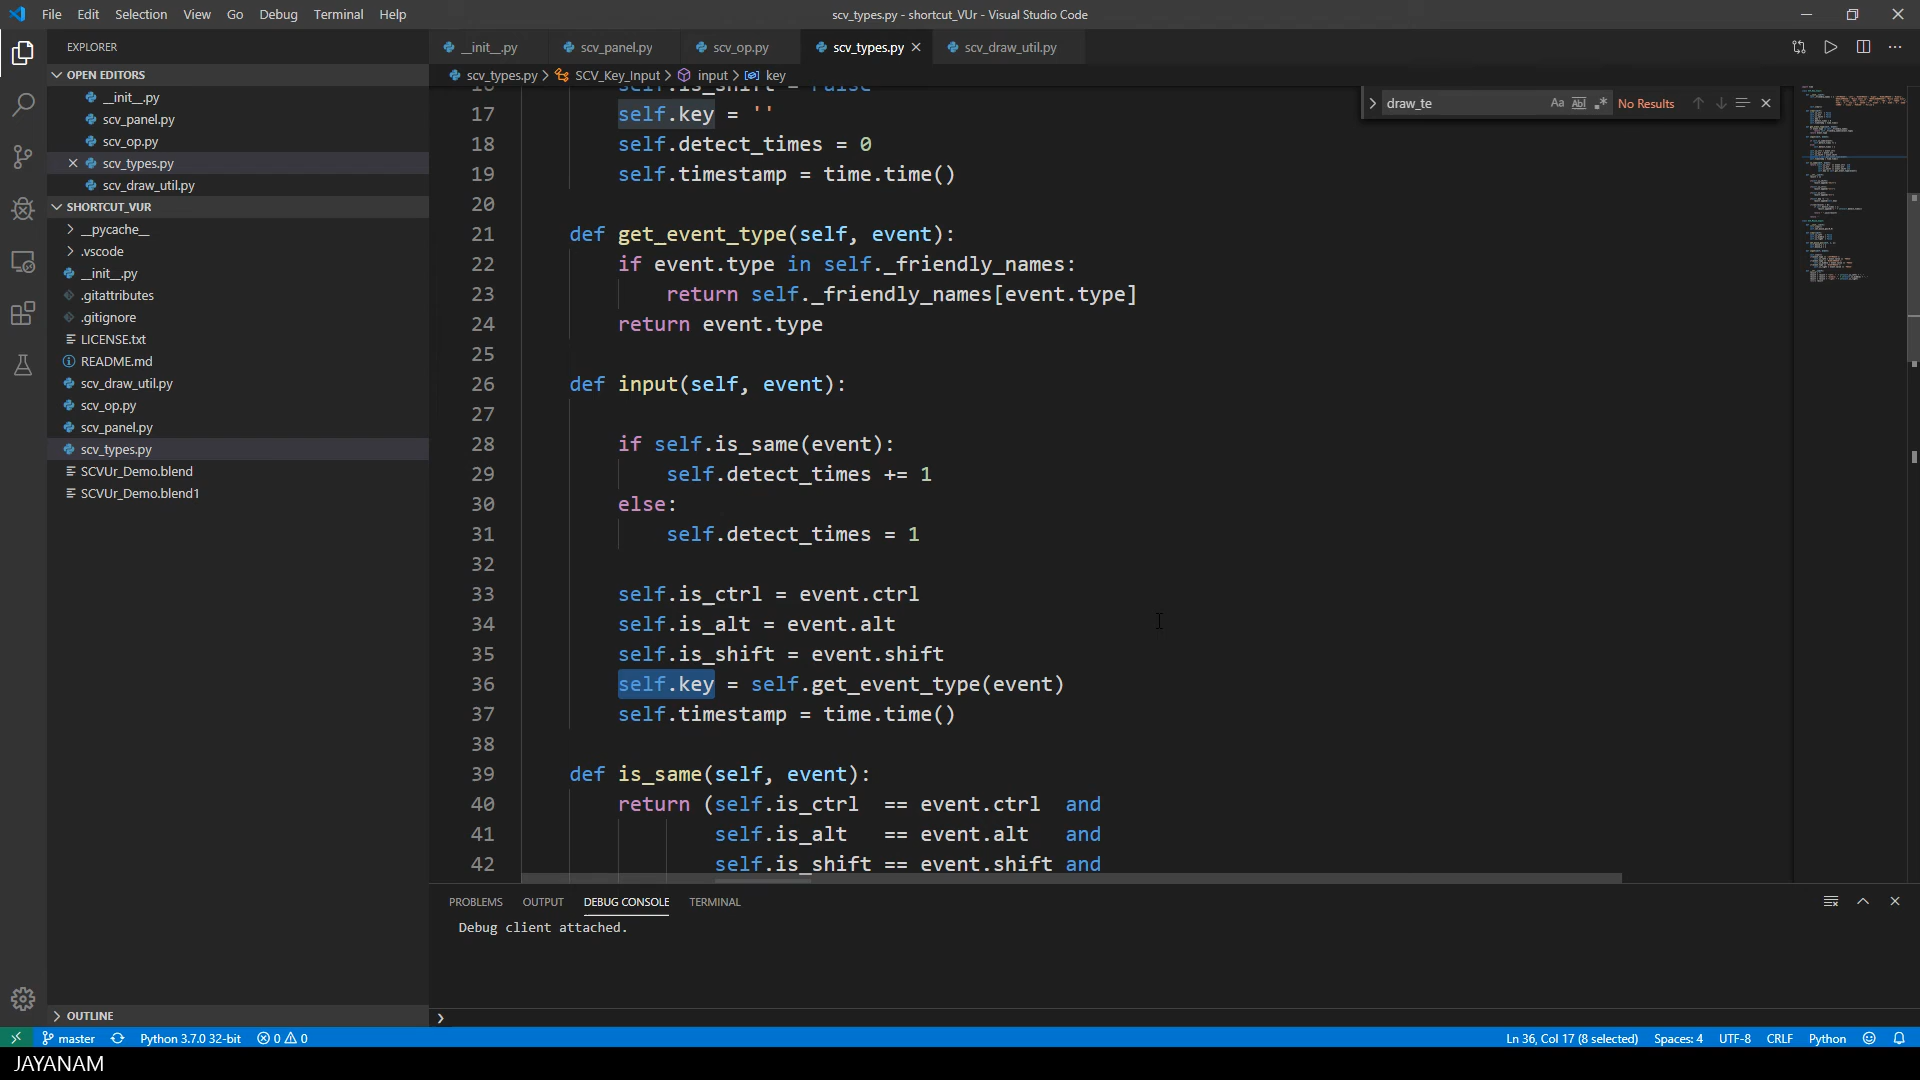 File Edit Selection View Go Debug Terminal Help
scv_types.py - shortcut_VUr - Visual Studio Code
EXPLORER
OPEN EDITORS
__init__.py
scv_panel.py
scv_op.py
scv_types.py
scv_draw_util.py
SHORTCUT_VUR
__pycache__
.vscode
__init__.py
.gitattributes
.gitignore
LICENSE.txt
README.md
scv_draw_util.py
scv_op.py
scv_panel.py
scv_types.py
SCVUr_Demo.blend
SCVUr_Demo.blend1
OUTLINE
__init__.py scv_panel.py scv_op.py scv_types.py scv_draw_util.py
scv_types.py > SCV_Key_Input > input > key
draw_te Aa Abl .* No Results
16 self.is_shift = False
17 self.key = ''
18 self.detect_times = 0
19 self.timestamp = time.time()
20
21 def get_event_type(self, event):
22 if event.type in self._friendly_names:
23 return self._friendly_names[event.type]
24 return event.type
25
26 def input(self, event):
27
28 if self.is_same(event):
29 self.detect_times += 1
30 else:
31 self.detect_times = 1
32
33 self.is_ctrl = event.ctrl
34 self.is_alt = event.alt
35 self.is_shift = event.shift
36 self.key = self.get_event_type(event)
37 self.timestamp = time.time()
38
39 def is_same(self, event):
40 return (self.is_ctrl == event.ctrl and
41 self.is_alt == event.alt and
42 self.is_shift == event.shift and
PROBLEMS OUTPUT DEBUG CONSOLE TERMINAL
Debug client attached.
master Python 3.7.0 32-bit 0 0
Ln 36, Col 17 (8 selected) Spaces: 4 UTF-8 CRLF Python
JAYANAM